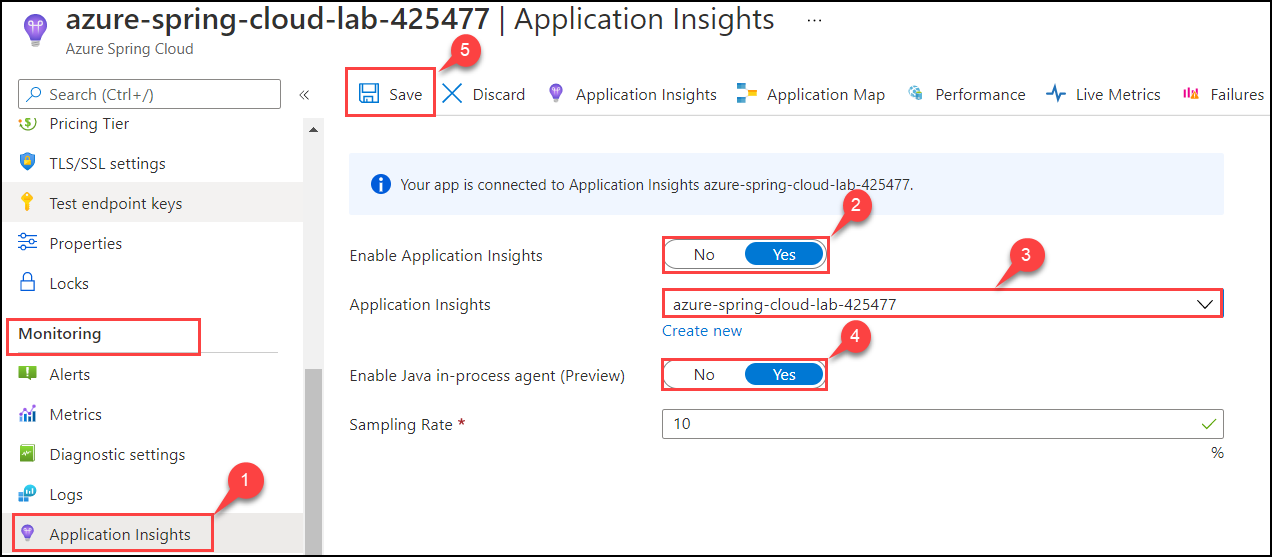 azure-spring-cloud-lab-425477 | Application Insights ...
Azure Spring Cloud
5
Search (Ctrl+/) «
Save Discard Application Insights Application Map Performance Live Metrics Failures
Pricing Tier
TLS/SSL settings
Test endpoint keys
Properties
Locks
Monitoring
Alerts
Metrics
Diagnostic settings
Logs
1
Application Insights
Your app is connected to Application Insights azure-spring-cloud-lab-425477.
2
Enable Application Insights No Yes
3
Application Insights azure-spring-cloud-lab-425477
Create new
4
Enable Java in-process agent (Preview) No Yes
Sampling Rate * 10
%